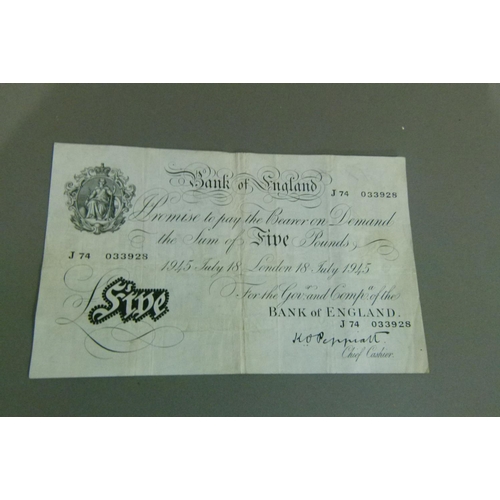 Bank of England
J 74 033928
I Promise to pay the Bearer on Demand
the Sum of Five Pounds
J 74 033928
1945 July 18 London 18 July 1945
For the Govr. and Compa. of the
£Five
BANK OF ENGLAND.
J 74 033928
K O Peppiatt
Chief Cashier.